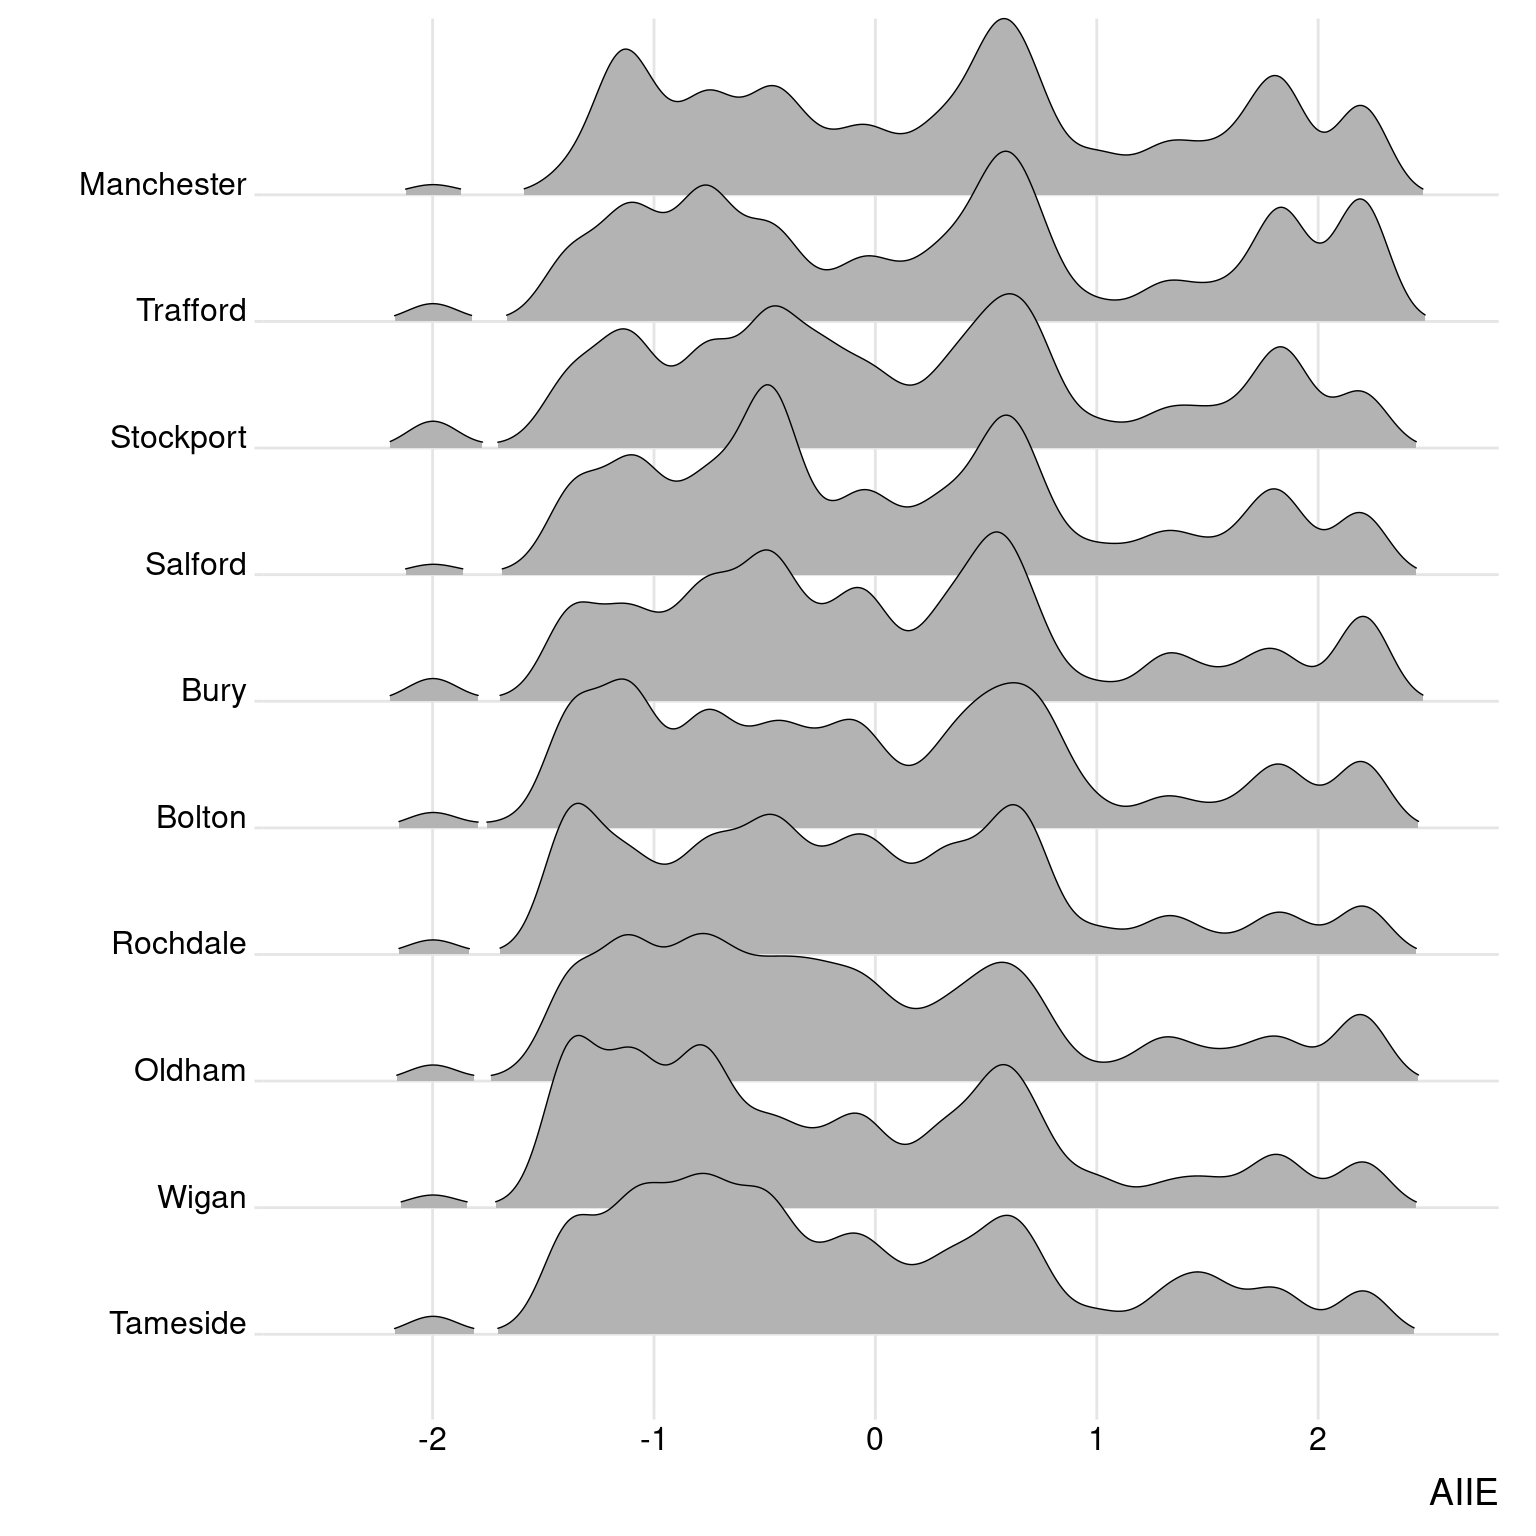 Manchester
Trafford
Stockport
Salford
Bury
Bolton
Rochdale
Oldham
Wigan
Tameside
-2 -1 0 1 2
AIIE